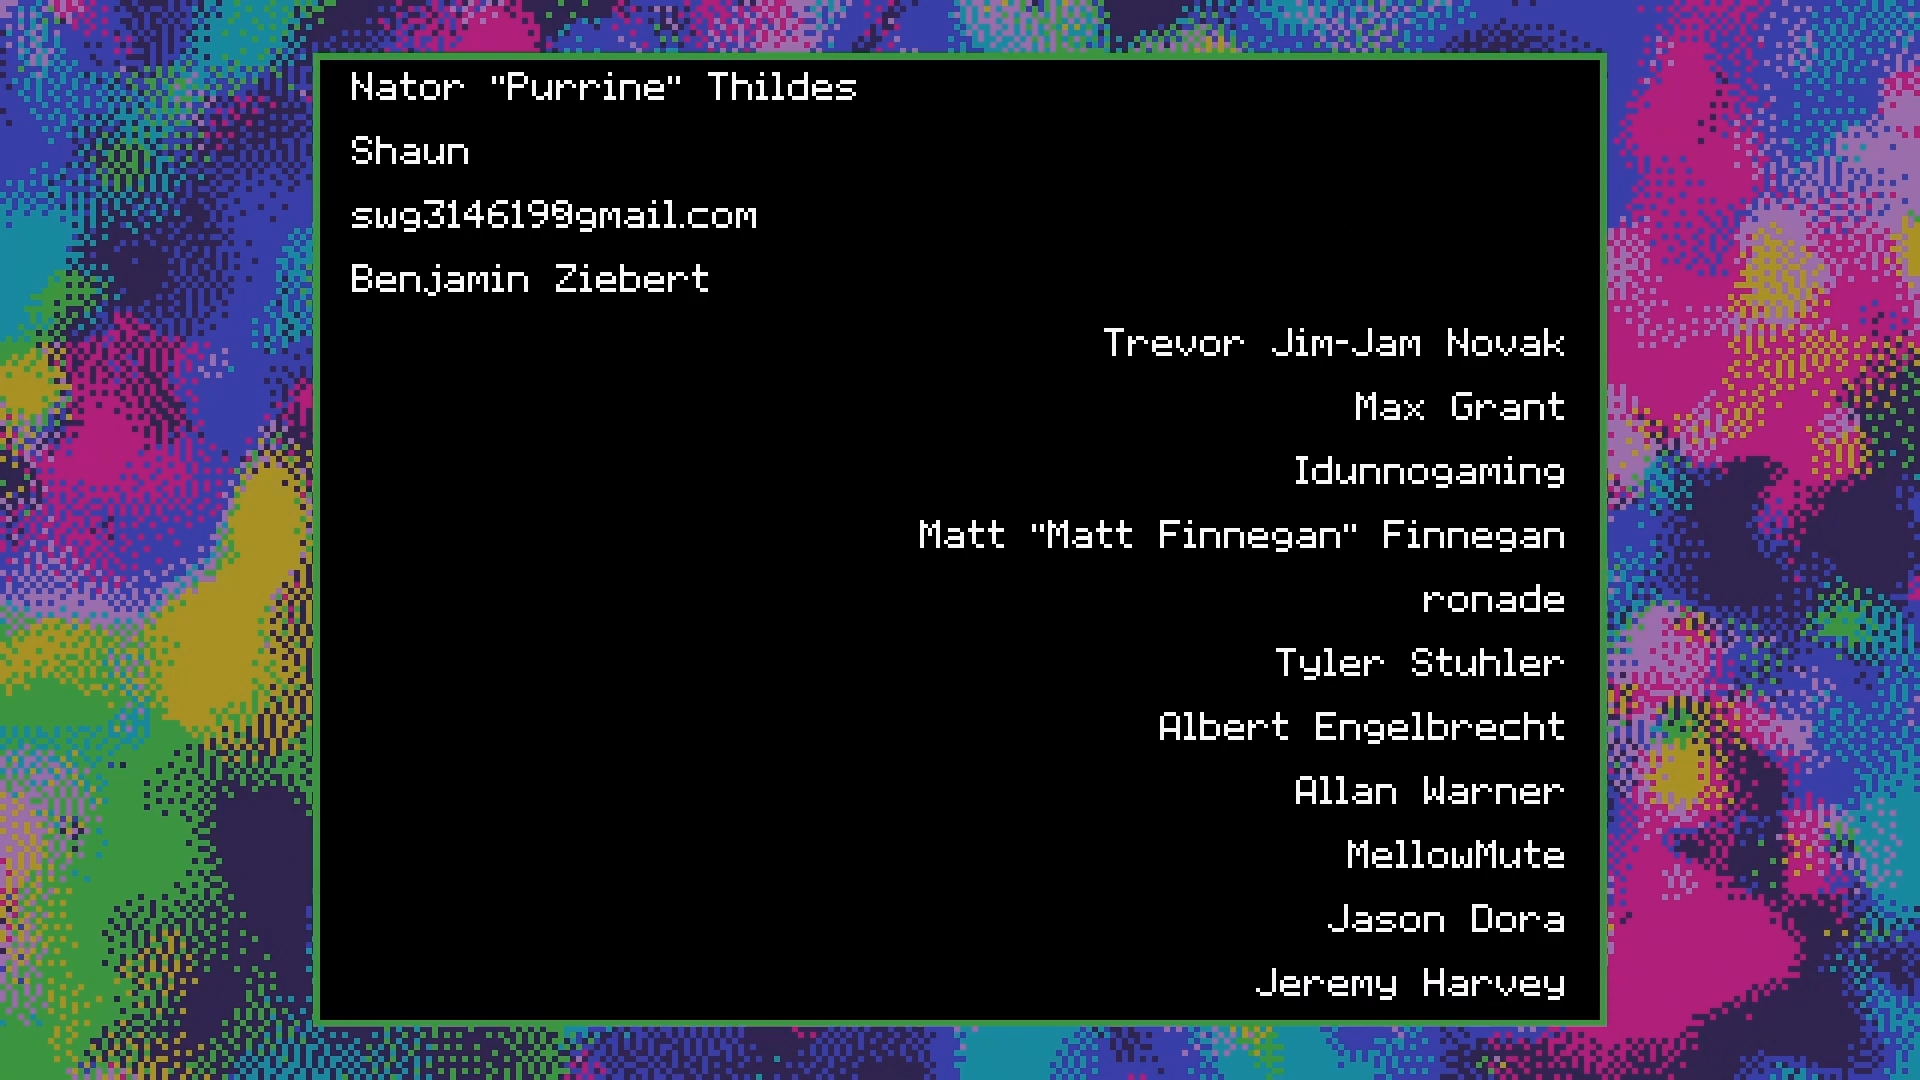 Nator "Purrine" Thildes
Shaun
swg314619@gmail.com
Benjamin Ziebert
Trevor Jim-Jam Novak
Max Grant
Idunnogaming
Matt "Matt Finnegan" Finnegan
ronade
Tyler Stuhler
Albert Engelbrecht
Allan Warner
MellowMute
Jason Dora
Jeremy Harvey